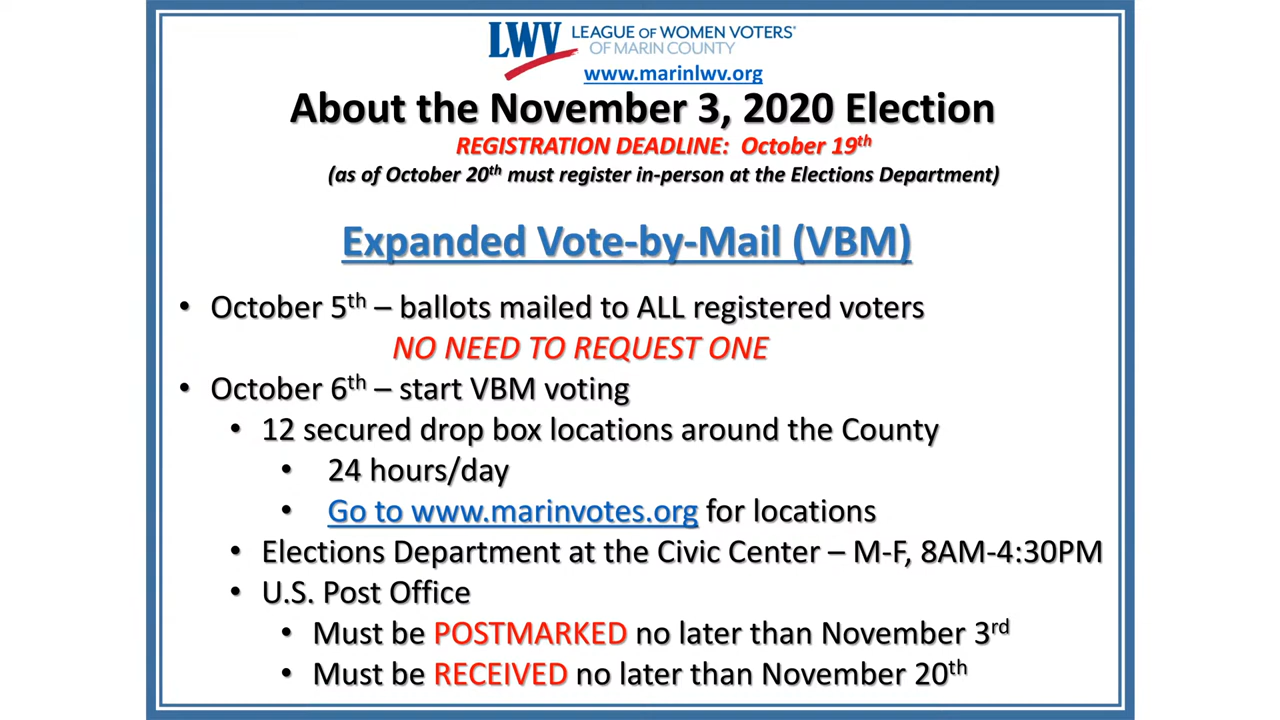 LWV LEAGUE OF WOMEN VOTERS®
OF MARIN COUNTY
www.marinlwv.org
About the November 3, 2020 Election
REGISTRATION DEADLINE: October 19th
(as of October 20th must register in-person at the Elections Department)
Expanded Vote-by-Mail (VBM)
• October 5th – ballots mailed to ALL registered voters
NO NEED TO REQUEST ONE
• October 6th – start VBM voting
• 12 secured drop box locations around the County
• 24 hours/day
• Go to www.marinvotes.org for locations
• Elections Department at the Civic Center – M-F, 8AM-4:30PM
• U.S. Post Office
• Must be POSTMARKED no later than November 3rd
• Must be RECEIVED no later than November 20th